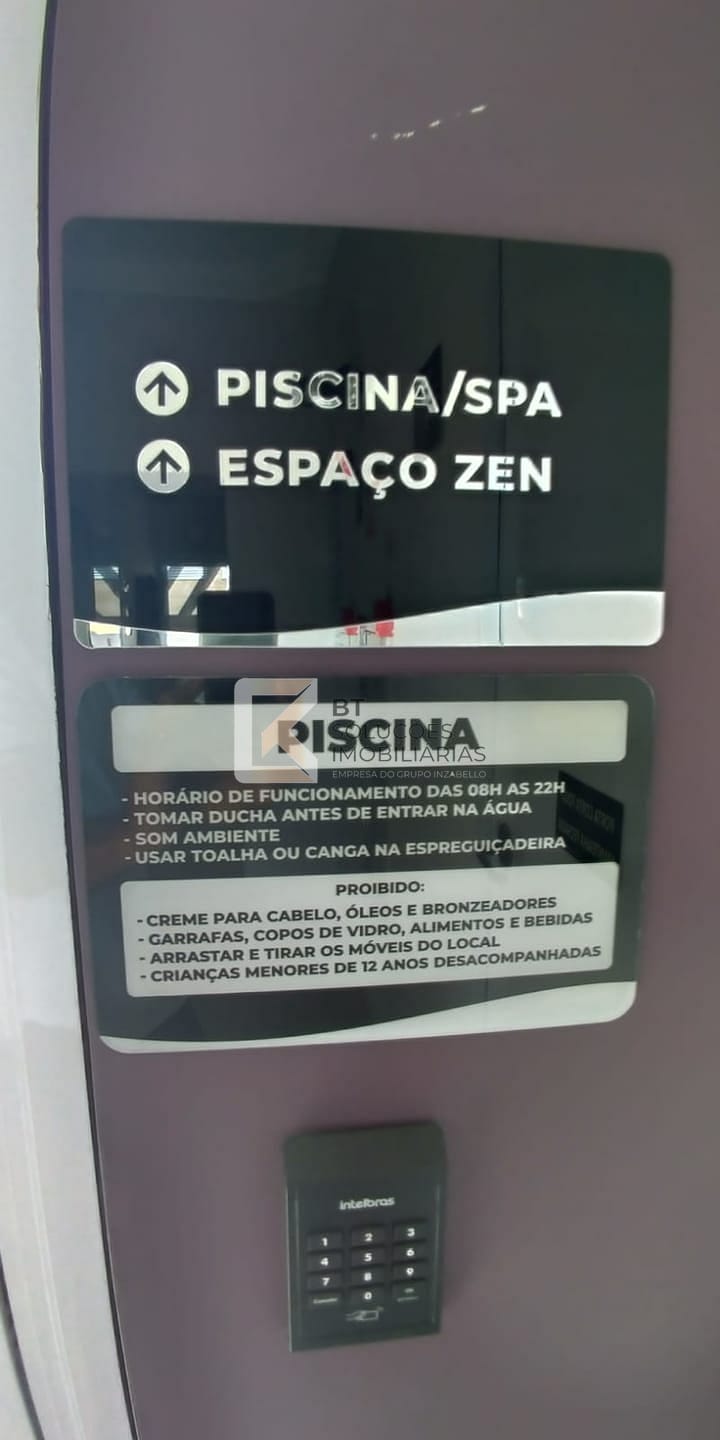 PISCINA/SPA
ESPAÇO ZEN
PISCINA
BT
SOLUÇOES
IMOBILIARIAS
EMPRESA DO GRUPO INZABELLO
- HORÁRIO DE FUNCIONAMENTO DAS 08H AS 22H
- TOMAR DUCHA ANTES DE ENTRAR NA ÁGUA
- SOM AMBIENTE
- USAR TOALHA OU CANGA NA ESPREGUIÇADEIRA
PROIBIDO:
- CREME PARA CABELO, ÓLEOS E BRONZEADORES
- GARRAFAS, COPOS DE VIDRO, ALIMENTOS E BEBIDAS
- ARRASTAR E TIRAR OS MÓVEIS DO LOCAL
- CRIANÇAS MENORES DE 12 ANOS DESACOMPANHADAS
intelbras
1 2 3
4 5 6
7 8 9
0